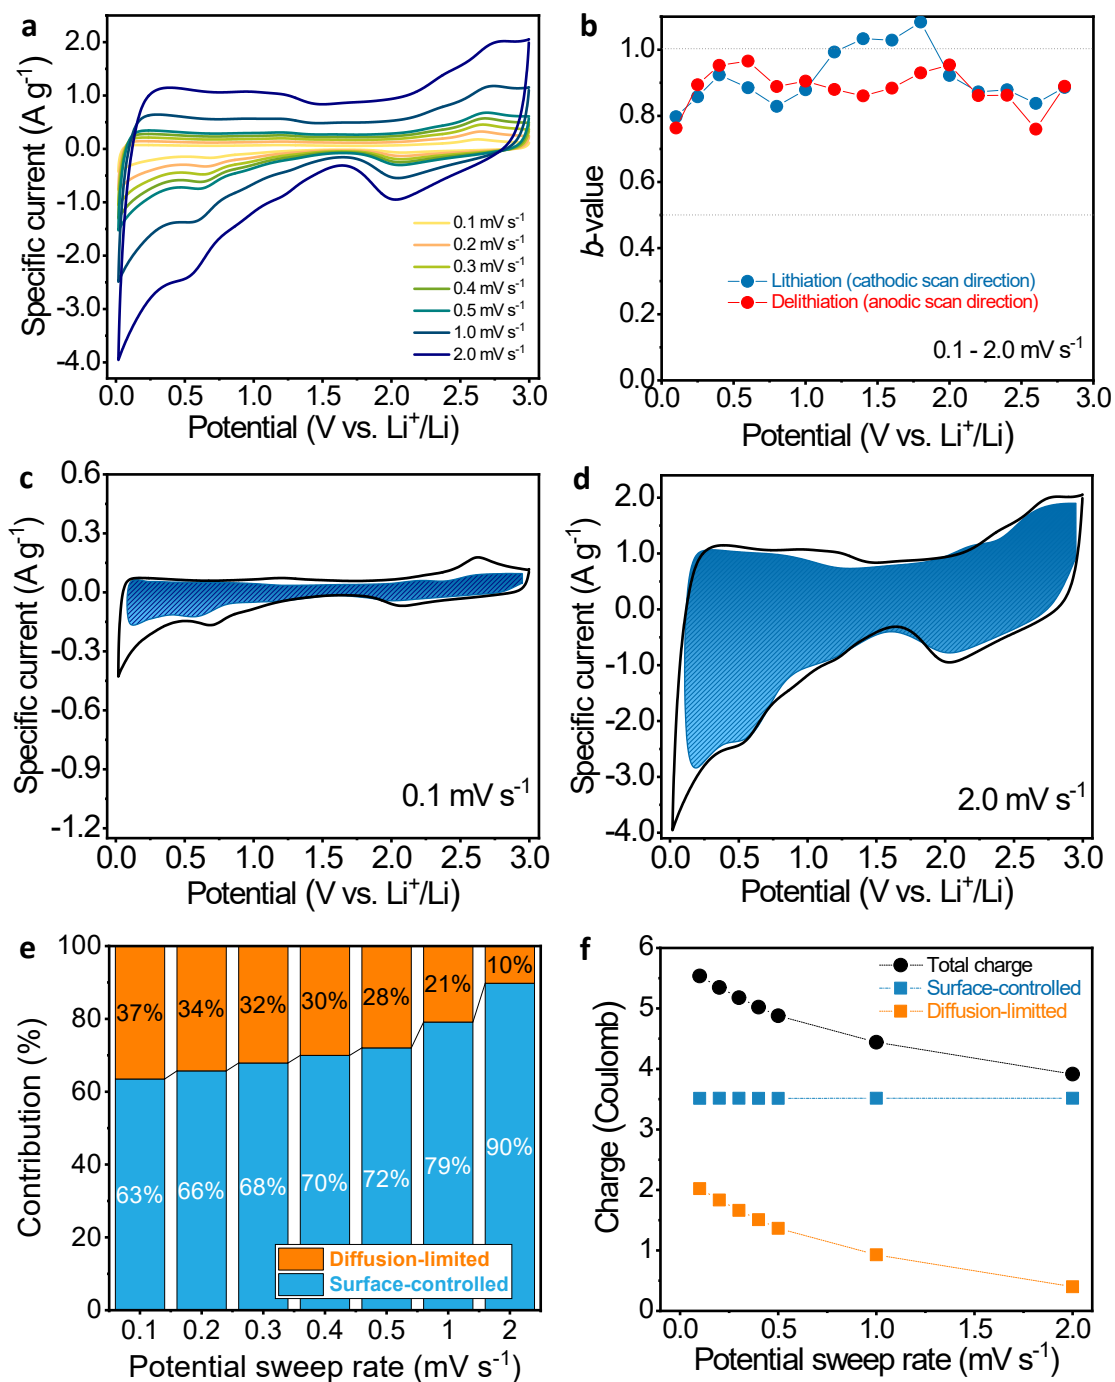 a
2.0
1.0
0.0
-1.0
-2.0
-3.0
-4.0
Specific current (A g⁻¹)
0.1 mV s⁻¹
0.2 mV s⁻¹
0.3 mV s⁻¹
0.4 mV s⁻¹
0.5 mV s⁻¹
1.0 mV s⁻¹
2.0 mV s⁻¹
0.0 0.5 1.0 1.5 2.0 2.5 3.0
Potential (V vs. Li⁺/Li)
b
1.0
0.8
0.6
0.4
0.2
0.0
b-value
Lithiation (cathodic scan direction)
Delithiation (anodic scan direction)
0.1 - 2.0 mV s⁻¹
0.0 0.5 1.0 1.5 2.0 2.5 3.0
Potential (V vs. Li⁺/Li)
c
0.6
0.3
0.0
-0.3
-0.6
-0.9
-1.2
Specific current (A g⁻¹)
0.1 mV s⁻¹
0.0 0.5 1.0 1.5 2.0 2.5 3.0
Potential (V vs. Li⁺/Li)
d
2.0
1.0
0.0
-1.0
-2.0
-3.0
-4.0
Specific current (A g⁻¹)
2.0 mV s⁻¹
0.0 0.5 1.0 1.5 2.0 2.5 3.0
Potential (V vs. Li⁺/Li)
e
100
80
60
40
20
0
Contribution (%)
37% 34% 32% 30% 28% 21% 10%
63% 66% 68% 70% 72% 79% 90%
Diffusion-limited
Surface-controlled
0.1 0.2 0.3 0.4 0.5 1 2
Potential sweep rate (mV s⁻¹)
f
6
5
4
3
2
1
0
Charge (Coulomb)
Total charge
Surface-controlled
Diffusion-limitted
0.0 0.5 1.0 1.5 2.0
Potential sweep rate (mV s⁻¹)